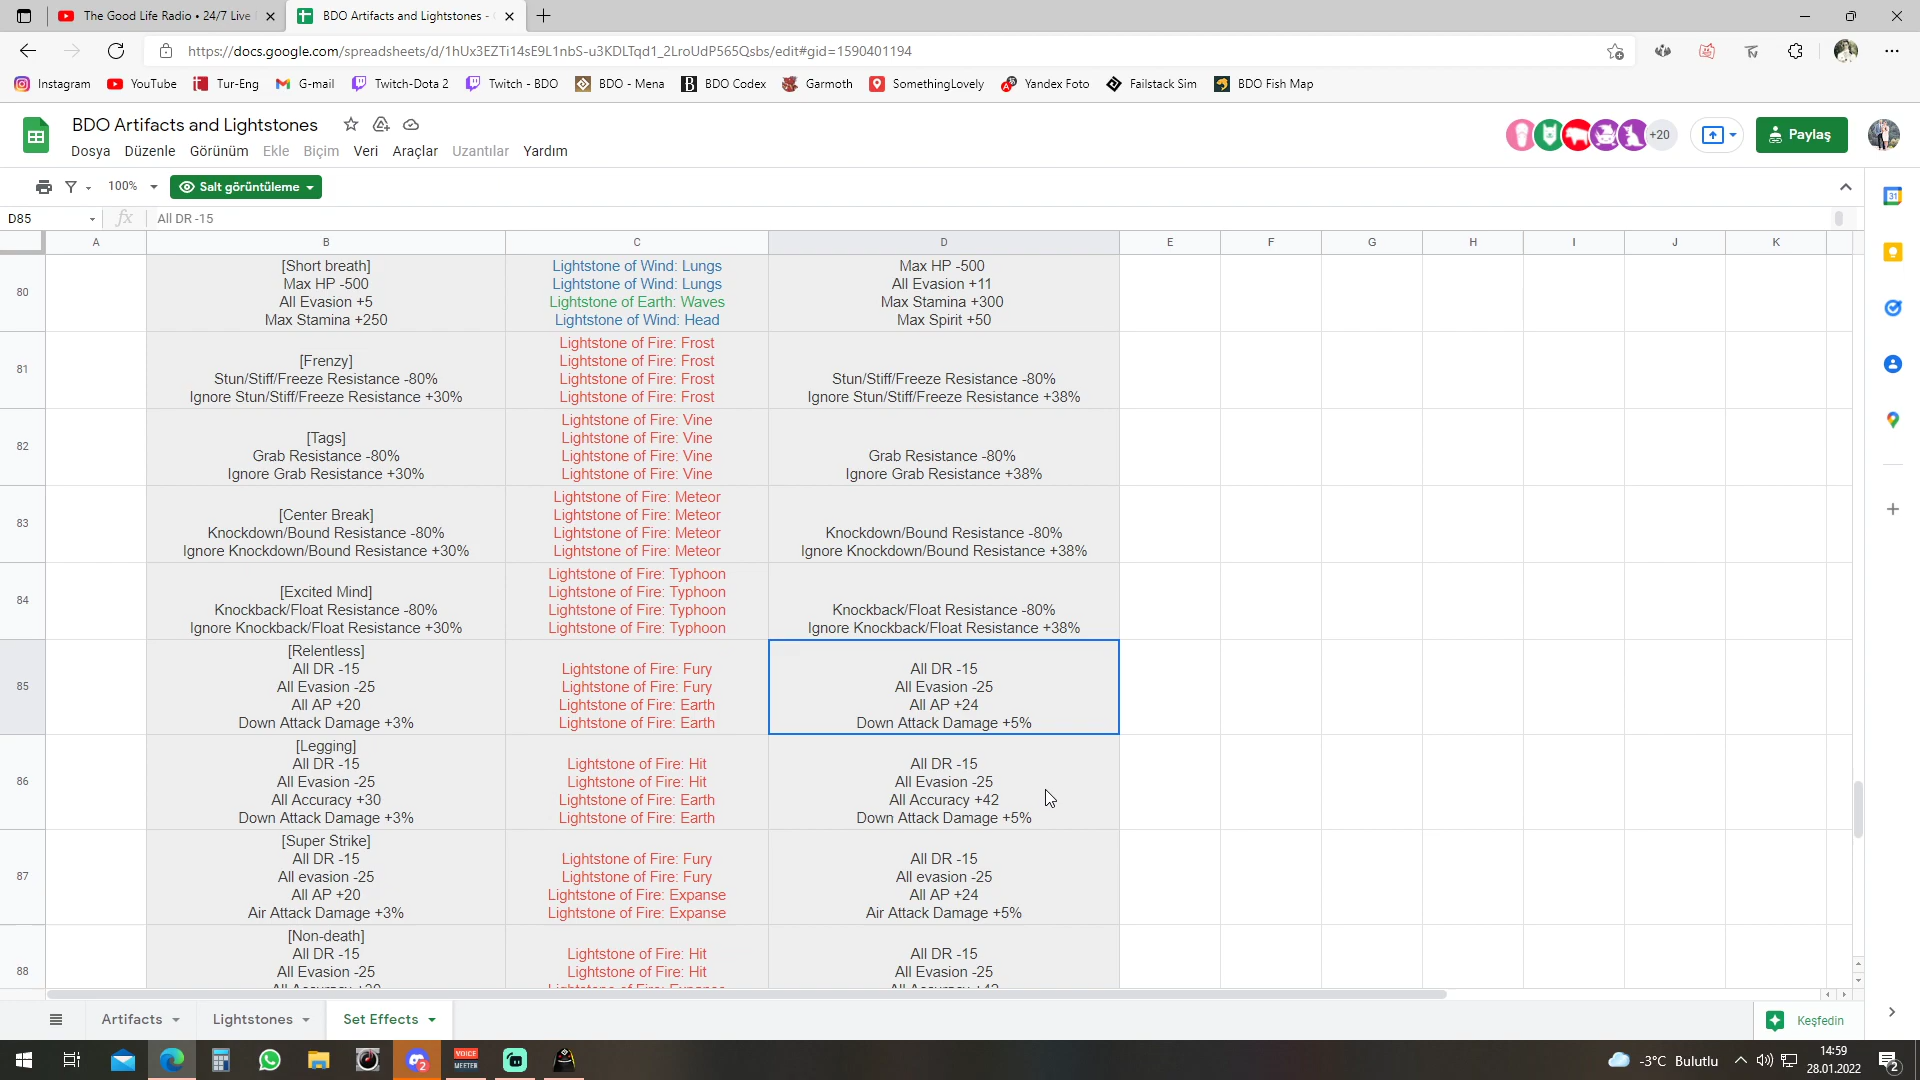 The Good Life Radio • 24/7 Live
BDO Artifacts and Lightstones -
https://docs.google.com/spreadsheets/d/1hUx3EZTi14sE9L1nbS-u3KDLTqd1_2LroUdP565Qsbs/edit#gid=1590401194
Instagram YouTube Tur-Eng G-mail Twitch-Dota 2 Twitch - BDO BDO - Mena BDO Codex Garmoth SomethingLovely Yandex Foto Failstack Sim BDO Fish Map
BDO Artifacts and Lightstones
+20
Paylaş
Dosya Düzenle Görünüm Ekle Biçim Veri Araçlar Uzantılar Yardım
100% Salt görüntüleme
D85 fx All DR -15
A B C D E F G H I J K
80
[Short breath]
Max HP -500
All Evasion +5
Max Stamina +250
Lightstone of Wind: Lungs
Lightstone of Wind: Lungs
Lightstone of Earth: Waves
Lightstone of Wind: Head
Max HP -500
All Evasion +11
Max Stamina +300
Max Spirit +50
81
[Frenzy]
Stun/Stiff/Freeze Resistance -80%
Ignore Stun/Stiff/Freeze Resistance +30%
Lightstone of Fire: Frost
Lightstone of Fire: Frost
Lightstone of Fire: Frost
Lightstone of Fire: Frost
Stun/Stiff/Freeze Resistance -80%
Ignore Stun/Stiff/Freeze Resistance +38%
82
[Tags]
Grab Resistance -80%
Ignore Grab Resistance +30%
Lightstone of Fire: Vine
Lightstone of Fire: Vine
Lightstone of Fire: Vine
Lightstone of Fire: Vine
Grab Resistance -80%
Ignore Grab Resistance +38%
83
[Center Break]
Knockdown/Bound Resistance -80%
Ignore Knockdown/Bound Resistance +30%
Lightstone of Fire: Meteor
Lightstone of Fire: Meteor
Lightstone of Fire: Meteor
Lightstone of Fire: Meteor
Knockdown/Bound Resistance -80%
Ignore Knockdown/Bound Resistance +38%
84
[Excited Mind]
Knockback/Float Resistance -80%
Ignore Knockback/Float Resistance +30%
Lightstone of Fire: Typhoon
Lightstone of Fire: Typhoon
Lightstone of Fire: Typhoon
Lightstone of Fire: Typhoon
Knockback/Float Resistance -80%
Ignore Knockback/Float Resistance +38%
85
[Relentless]
All DR -15
All Evasion -25
All AP +20
Down Attack Damage +3%
Lightstone of Fire: Fury
Lightstone of Fire: Fury
Lightstone of Fire: Earth
Lightstone of Fire: Earth
All DR -15
All Evasion -25
All AP +24
Down Attack Damage +5%
86
[Legging]
All DR -15
All Evasion -25
All Accuracy +30
Down Attack Damage +3%
Lightstone of Fire: Hit
Lightstone of Fire: Hit
Lightstone of Fire: Earth
Lightstone of Fire: Earth
All DR -15
All Evasion -25
All Accuracy +42
Down Attack Damage +5%
87
[Super Strike]
All DR -15
All evasion -25
All AP +20
Air Attack Damage +3%
Lightstone of Fire: Fury
Lightstone of Fire: Fury
Lightstone of Fire: Expanse
Lightstone of Fire: Expanse
All DR -15
All evasion -25
All AP +24
Air Attack Damage +5%
88
[Non-death]
All DR -15
All Evasion -25
Lightstone of Fire: Hit
Lightstone of Fire: Hit
All DR -15
All Evasion -25
Artifacts Lightstones Set Effects
Keşfedin
-3°C Bulutlu
14:59
28.01.2022
2
31
VOICE
MEETER
2